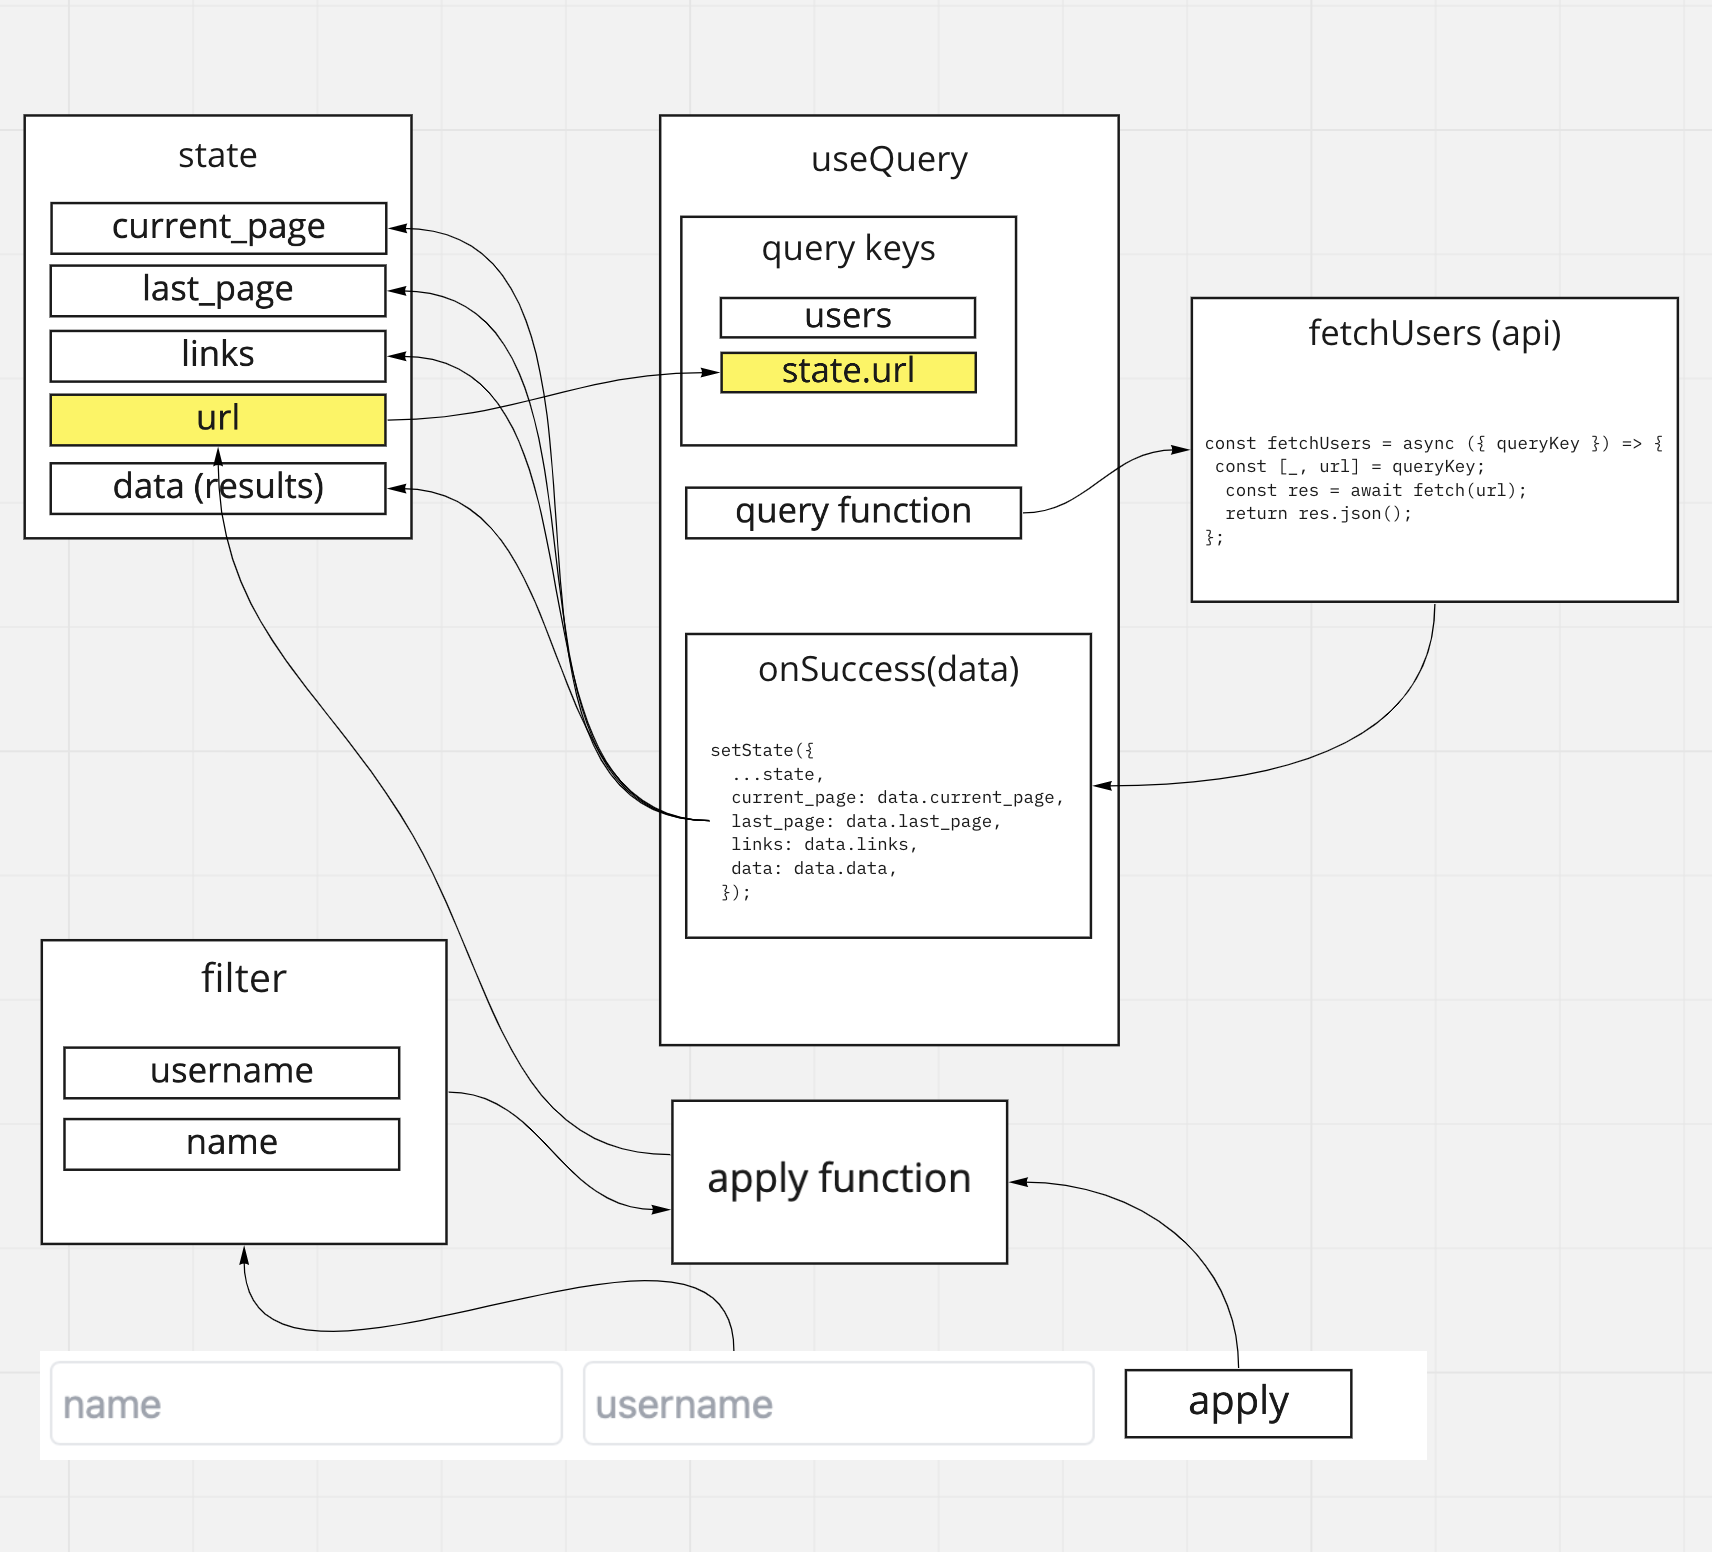 state
current_page
last_page
links
url
data (results)
useQuery
query keys
users
state.url
query function
fetchUsers (api)
const fetchUsers = async ({ queryKey }) => {
const [_, url] = queryKey;
const res = await fetch(url);
return res.json();
};
onSuccess(data)
setState({
...state,
current_page: data.current_page,
last_page: data.last_page,
links: data.links,
data: data.data,
});
filter
username
name
apply function
name
username
apply